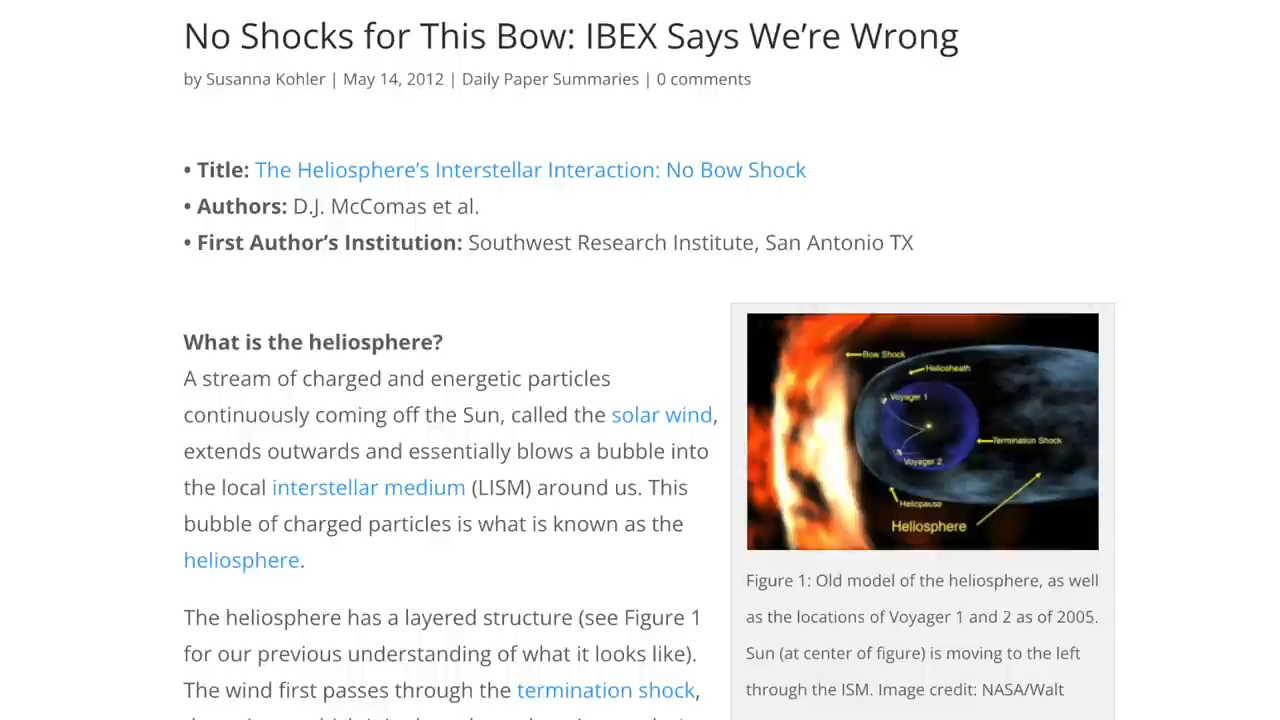 No Shocks for This Bow: IBEX Says We’re Wrong
by Susanna Kohler | May 14, 2012 | Daily Paper Summaries | 0 comments
• Title: The Heliosphere’s Interstellar Interaction: No Bow Shock
• Authors: D.J. McComas et al.
• First Author’s Institution: Southwest Research Institute, San Antonio TX
What is the heliosphere?
A stream of charged and energetic particles
continuously coming off the Sun, called the solar wind,
extends outwards and essentially blows a bubble into
the local interstellar medium (LISM) around us. This
bubble of charged particles is what is known as the
heliosphere.
The heliosphere has a layered structure (see Figure 1
for our previous understanding of what it looks like).
The wind first passes through the termination shock,
Bow Shock
Heliosheath
Voyager 1
Termination Shock
Voyager 2
Heliopause
Heliosphere
Figure 1: Old model of the heliosphere, as well
as the locations of Voyager 1 and 2 as of 2005.
Sun (at center of figure) is moving to the left
through the ISM. Image credit: NASA/Walt